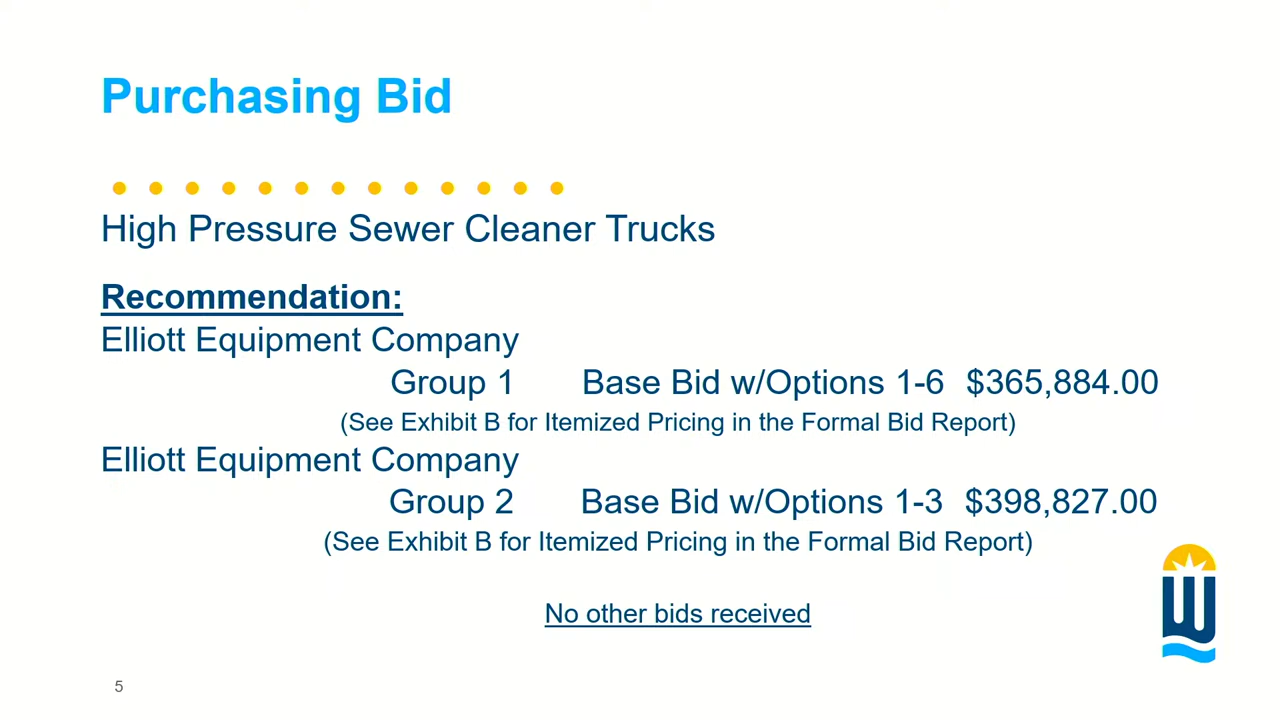 Purchasing Bid
High Pressure Sewer Cleaner Trucks
Recommendation:
Elliott Equipment Company
Group 1 Base Bid w/Options 1-6 $365,884.00
(See Exhibit B for Itemized Pricing in the Formal Bid Report)
Elliott Equipment Company
Group 2 Base Bid w/Options 1-3 $398,827.00
(See Exhibit B for Itemized Pricing in the Formal Bid Report)
No other bids received
W
5